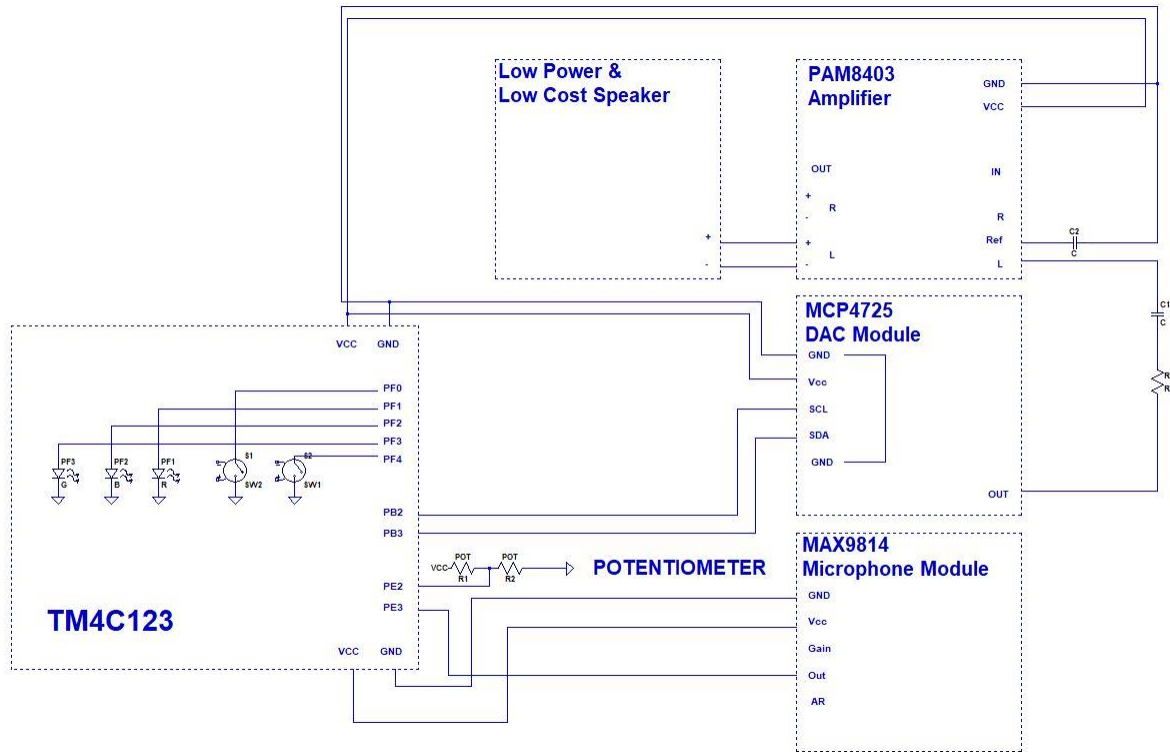 Low Power &
Low Cost Speaker
+
-
PAM8403
Amplifier
GND
VCC
OUT
IN
+
-
R
R
+
-
L
Ref
L
C2
C
C1
C
R
R
MCP4725
DAC Module
GND
Vcc
SCL
SDA
GND
OUT
VCC
GND
PF0
PF1
PF2
PF3
PF4
PF3
G
PF2
B
PF1
R
S1
SW2
S2
SW1
PB2
PB3
PE2
PE3
TM4C123
VCC
GND
VCC
POT
R1
POT
R2
POTENTIOMETER
MAX9814
Microphone Module
GND
Vcc
Gain
Out
AR